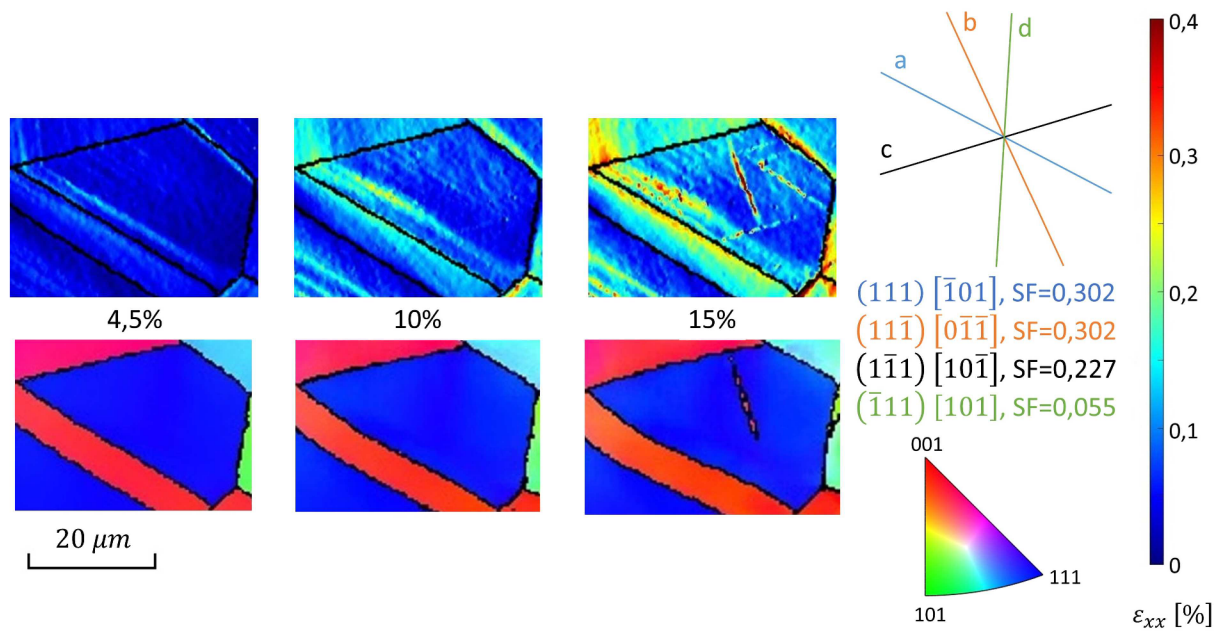 4,5%
10%
15%
20 μm
a
b
d
c
(111) [1̅01], SF=0,302
(111̅) [01̅1̅], SF=0,302
(11̅1) [101̅], SF=0,227
(1̅11) [101], SF=0,055
001
101
111
0,4
0,3
0,2
0,1
0
ε_xx [%]